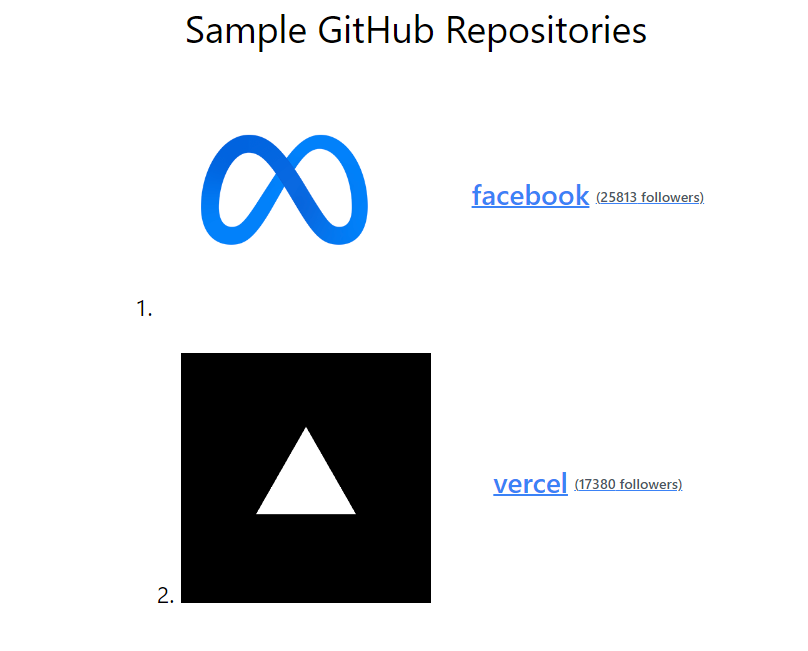 Sample GitHub Repositories
facebook (25813 followers)
1.
vercel (17380 followers)
2.